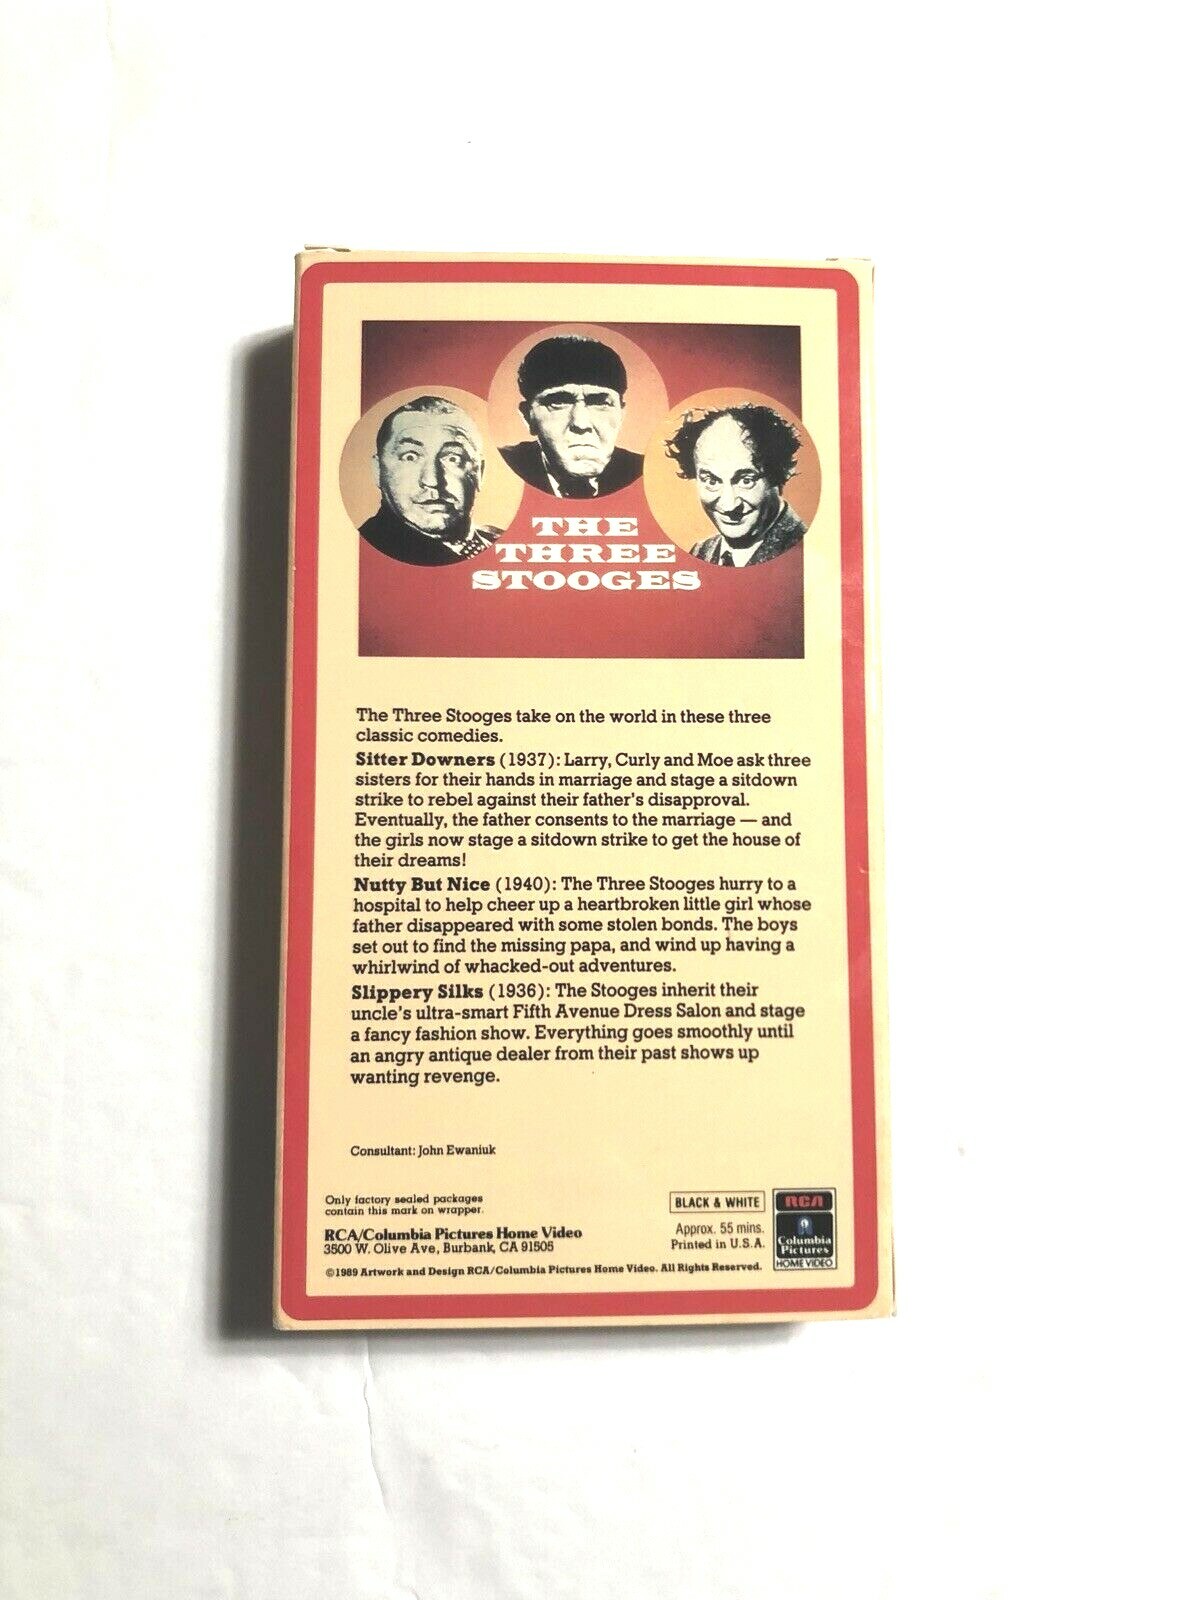 THE
THREE
STOOGES
The Three Stooges take on the world in these three
classic comedies.
Sitter Downers (1937): Larry, Curly and Moe ask three
sisters for their hands in marriage and stage a sitdown
strike to rebel against their father's disapproval.
Eventually, the father consents to the marriage — and
the girls now stage a sitdown strike to get the house of
their dreams!
Nutty But Nice (1940): The Three Stooges hurry to a
hospital to help cheer up a heartbroken little girl whose
father disappeared with some stolen bonds. The boys
set out to find the missing papa, and wind up having a
whirlwind of whacked-out adventures.
Slippery Silks (1936): The Stooges inherit their
uncle's ultra-smart Fifth Avenue Dress Salon and stage
a fancy fashion show. Everything goes smoothly until
an angry antique dealer from their past shows up
wanting revenge.
Consultant: John Ewaniuk
Only factory sealed packages
contain this mark on wrapper.
RCA/Columbia Pictures Home Video
3500 W. Olive Ave, Burbank, CA 91505
©1989 Artwork and Design RCA/Columbia Pictures Home Video. All Rights Reserved.
BLACK & WHITE
Approx. 55 mins.
Printed in U.S.A.
RCA
Columbia
Pictures
HOME VIDEO